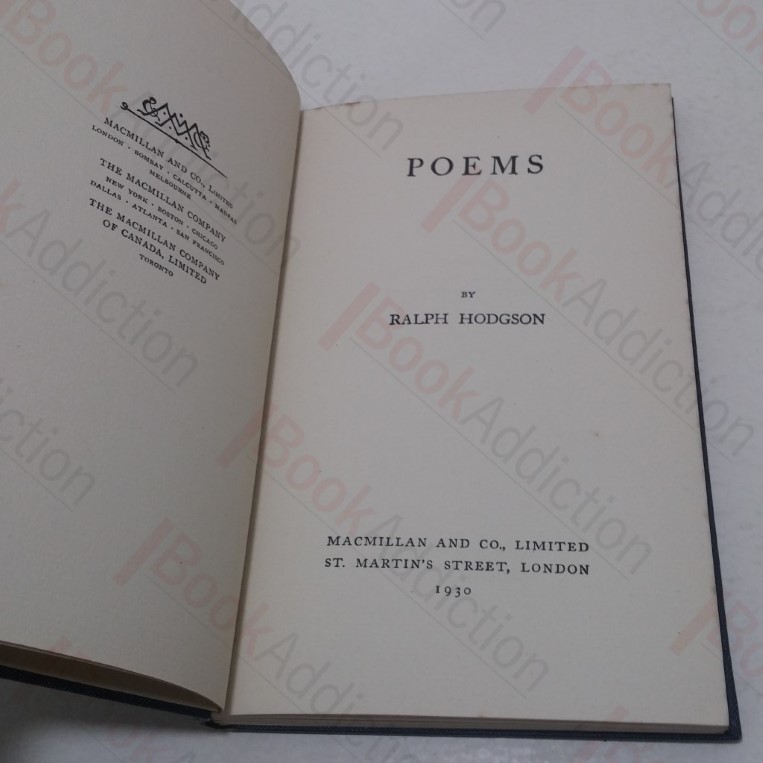 MACMILLAN AND CO., LIMITED
LONDON · BOMBAY · CALCUTTA · MADRAS
MELBOURNE
THE MACMILLAN COMPANY
NEW YORK · BOSTON · CHICAGO
DALLAS · ATLANTA · SAN FRANCISCO
THE MACMILLAN COMPANY
OF CANADA, LIMITED
TORONTO
POEMS
BY
RALPH HODGSON
MACMILLAN AND CO., LIMITED
ST. MARTIN'S STREET, LONDON
1930
BookAddiction